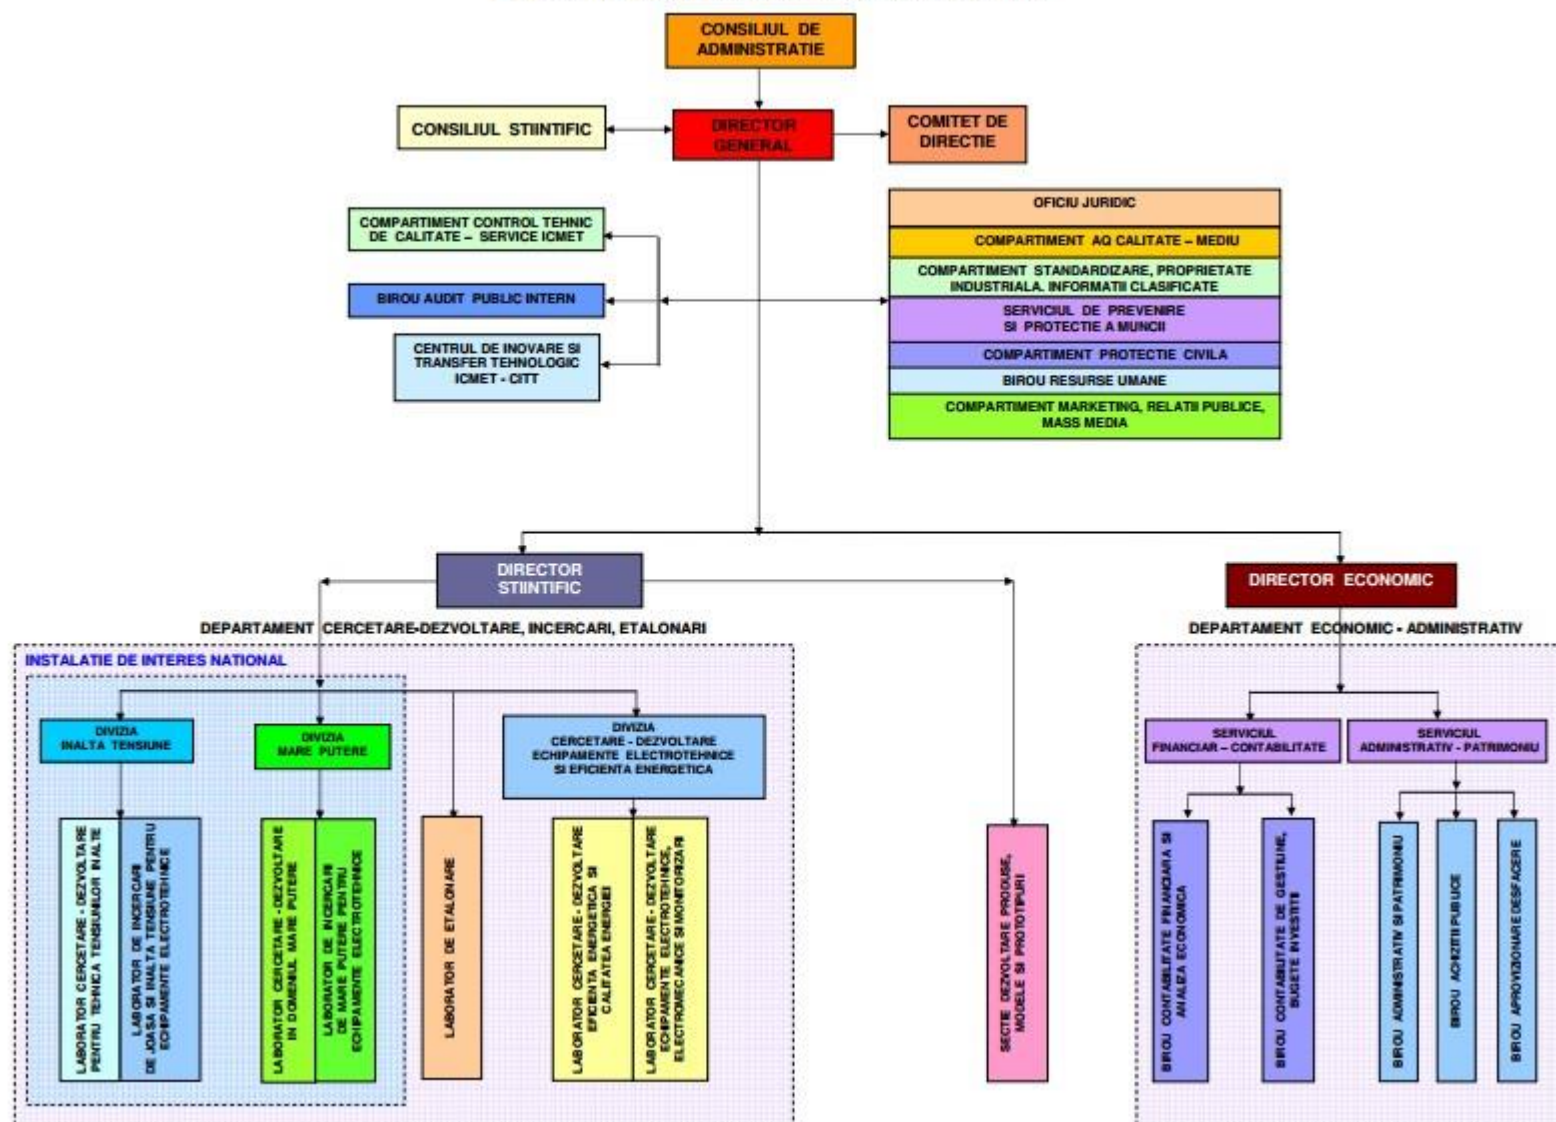 CONSILIUL DE
ADMINISTRATIE
CONSILIUL STIINTIFIC
DIRECTOR
GENERAL
COMITET DE
DIRECTIE
COMPARTIMENT CONTROL TEHNIC
DE CALITATE – SERVICE ICMET
BIROU AUDIT PUBLIC INTERN
CENTRUL DE INOVARE SI
TRANSFER TEHNOLOGIC
ICMET - CITT
OFICIU JURIDIC
COMPARTIMENT AQ CALITATE – MEDIU
COMPARTIMENT STANDARDIZARE, PROPRIETATE
INDUSTRIALA. INFORMATII CLASIFICATE
SERVICIUL DE PREVENIRE
SI PROTECTIE A MUNCII
COMPARTIMENT PROTECTIE CIVILA
BIROU RESURSE UMANE
COMPARTIMENT MARKETING, RELATII PUBLICE,
MASS MEDIA
DIRECTOR
STIINTIFIC
DIRECTOR ECONOMIC
DEPARTAMENT CERCETARE-DEZVOLTARE, INCERCARI, ETALONARI
DEPARTAMENT ECONOMIC - ADMINISTRATIV
INSTALATIE DE INTERES NATIONAL
DIVIZIA
INALTA TENSIUNE
DIVIZIA
MARE PUTERE
DIVIZIA
CERCETARE - DEZVOLTARE
ECHIPAMENTE ELECTROTEHNICE
SI EFICIENTA ENERGETICA
SERVICIUL
FINANCIAR – CONTABILITATE
SERVICIUL
ADMINISTRATIV - PATRIMONIU
LABORATOR CERCETARE - DEZVOLTARE
PENTRU TEHNICA TENSIUNILOR INALTE
LABORATOR DE INCERCARI
DE JOASA SI INALTA TENSIUNE PENTRU
ECHIPAMENTE ELECTROTEHNICE
LABORATOR CERCETARE - DEZVOLTARE
IN DOMENIUL MARE PUTERE
LABORATOR DE INCERCARI
DE MARE PUTERE PENTRU
ECHIPAMENTE ELECTROTEHNICE
LABORATOR DE ETALONARE
LABORATOR CERCETARE - DEZVOLTARE
EFICIENTA ENERGETICA SI
CALITATEA ENERGIEI
LABORATOR CERCETARE - DEZVOLTARE
ECHIPAMENTE ELECTROTEHNICE,
ELECTROMECANICE SI MONITORIZARI
SECTIE DEZVOLTARE PRODUSE,
MODELE SI PROTOTIPURI
BIROU CONTABILITATE FINANCIARA SI
ANALIZA ECONOMICA
BIROU CONTABILITATE DE GESTIUNE,
BUGETE INVESTITII
BIROU ADMINISTRATIV SI PATRIMONIU
BIROU ACHIZITII PUBLICE
BIROU APROVIZIONARE DESFACERE